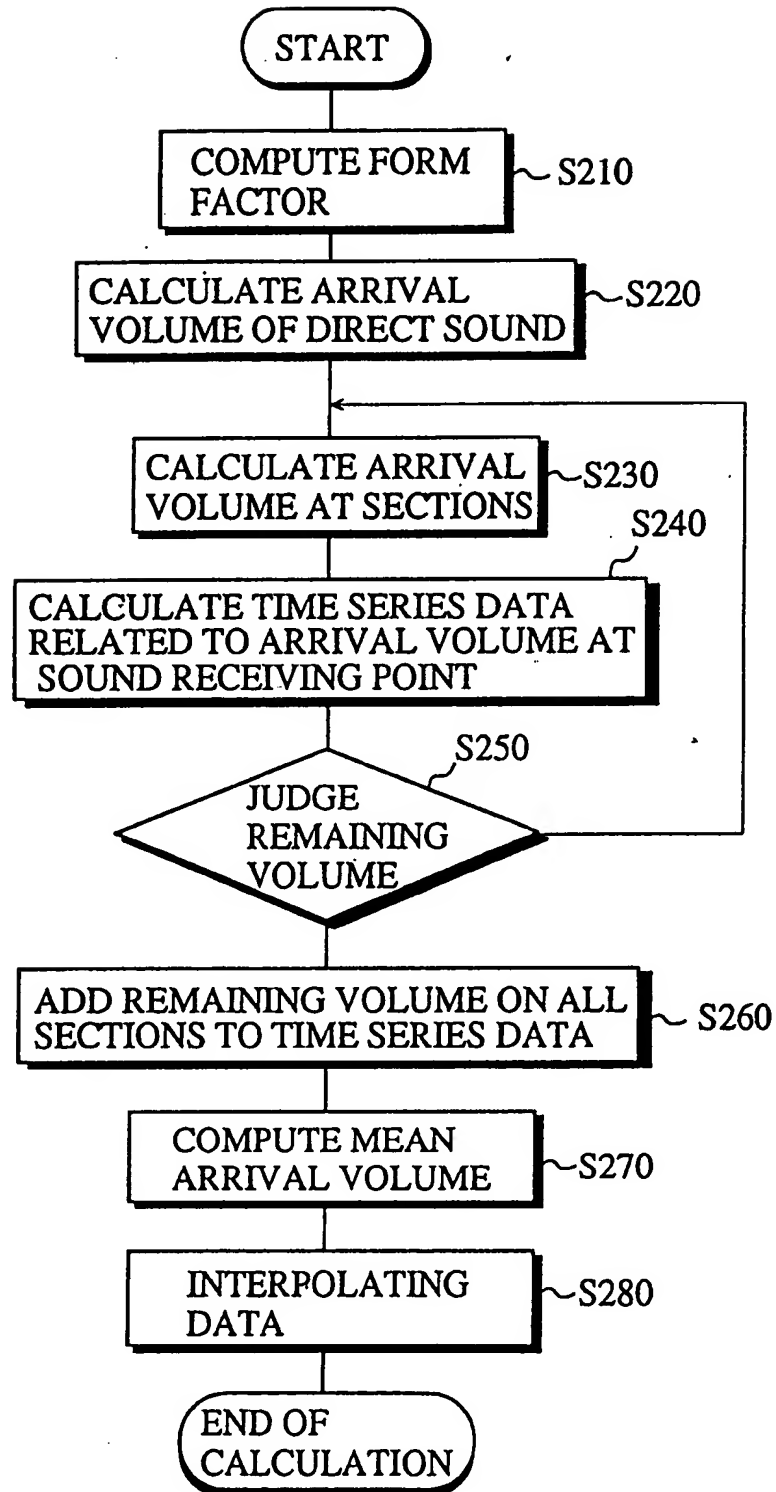 START
COMPUTE FORM
FACTOR
S210
CALCULATE ARRIVAL
VOLUME OF DIRECT SOUND
S220
CALCULATE ARRIVAL
VOLUME AT SECTIONS
S230
S240
CALCULATE TIME SERIES DATA
RELATED TO ARRIVAL VOLUME AT
SOUND RECEIVING POINT
S250
JUDGE
REMAINING
VOLUME
ADD REMAINING VOLUME ON ALL
SECTIONS TO TIME SERIES DATA
S260
COMPUTE MEAN
ARRIVAL VOLUME
S270
INTERPOLATING
DATA
S280
END OF
CALCULATION